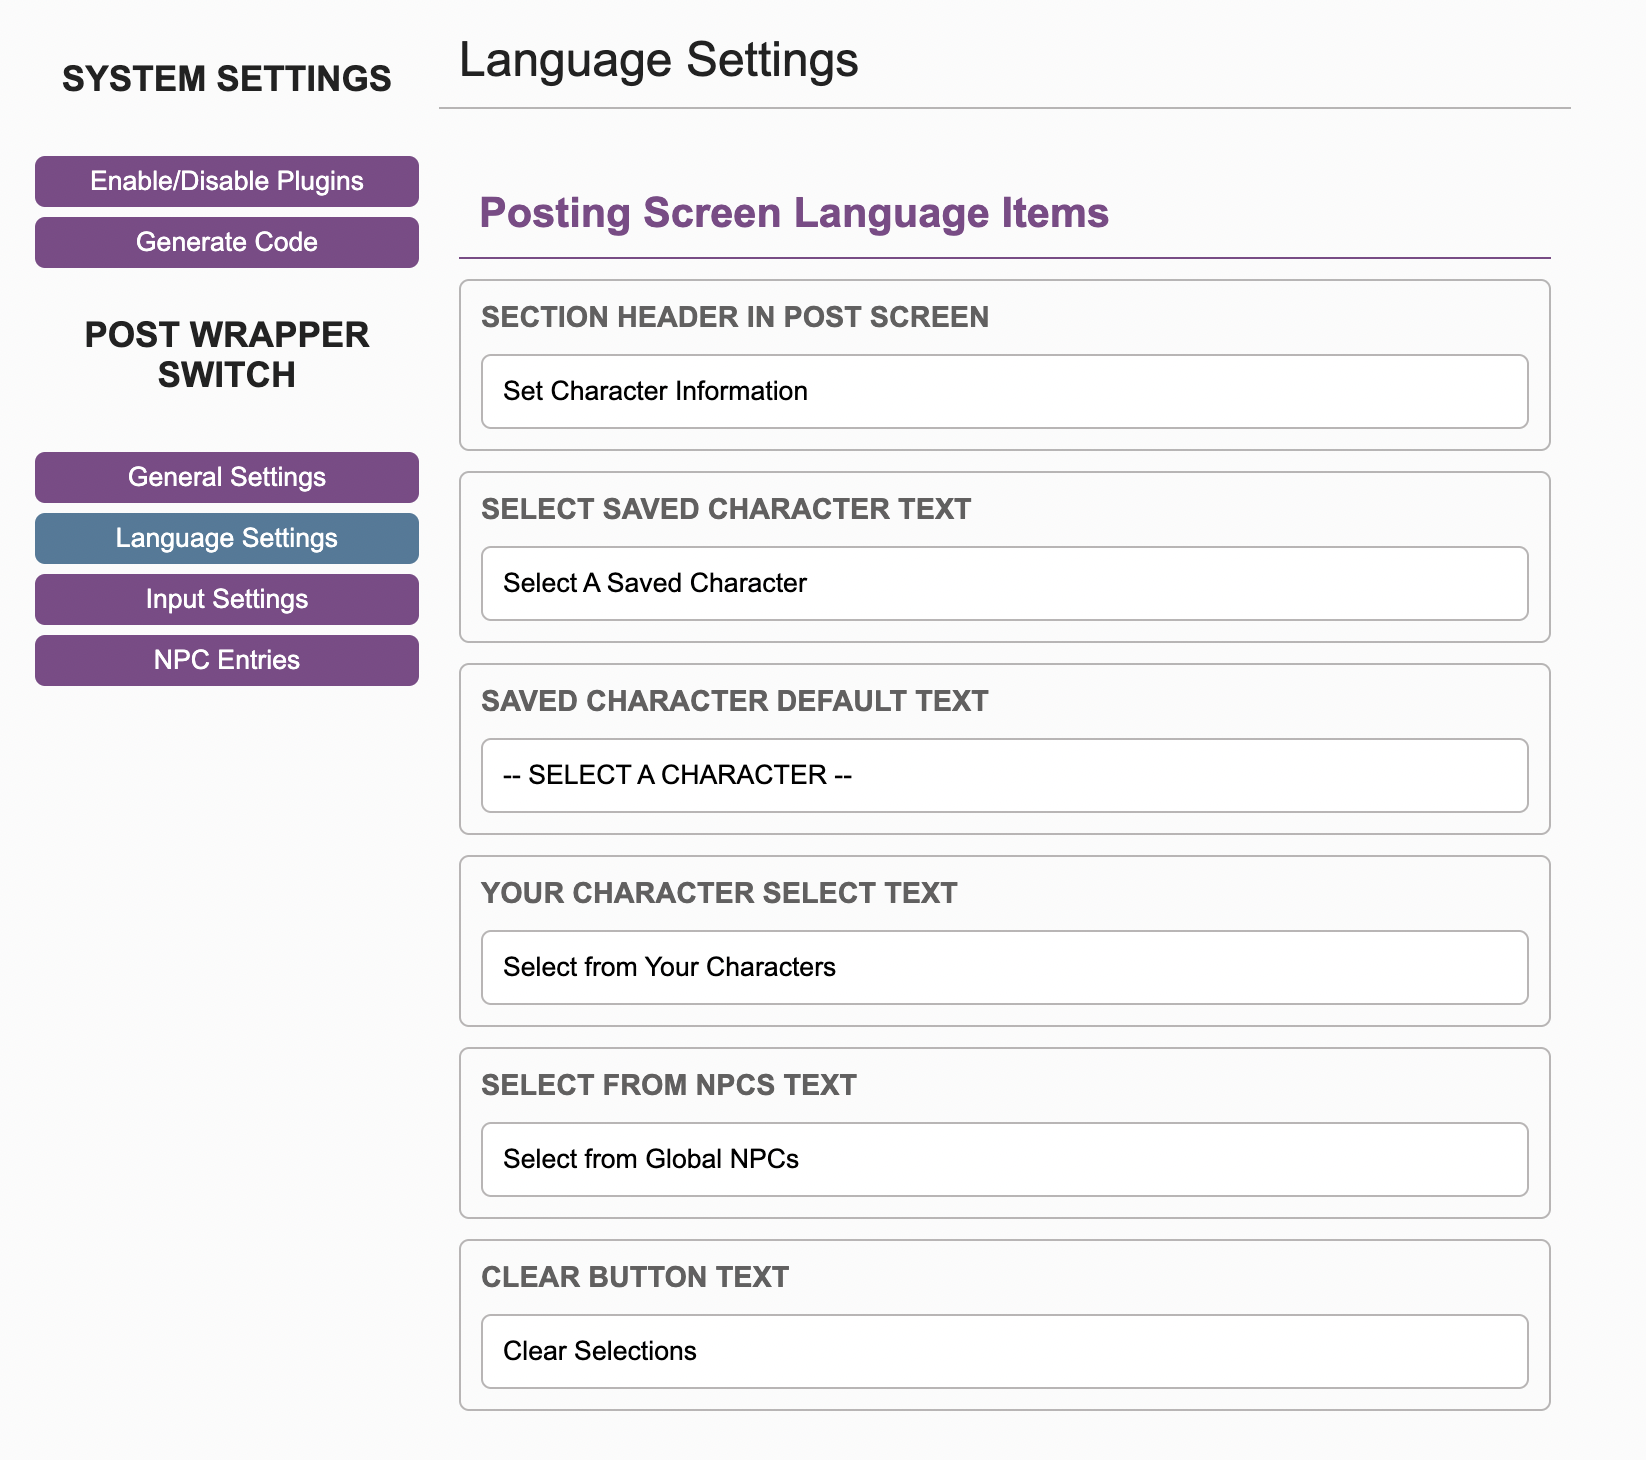 SYSTEM SETTINGS
Enable/Disable Plugins
Generate Code
POST WRAPPER
SWITCH
General Settings
Language Settings
Input Settings
NPC Entries
Language Settings
Posting Screen Language Items
SECTION HEADER IN POST SCREEN
Set Character Information
SELECT SAVED CHARACTER TEXT
Select A Saved Character
SAVED CHARACTER DEFAULT TEXT
-- SELECT A CHARACTER --
YOUR CHARACTER SELECT TEXT
Select from Your Characters
SELECT FROM NPCS TEXT
Select from Global NPCs
CLEAR BUTTON TEXT
Clear Selections